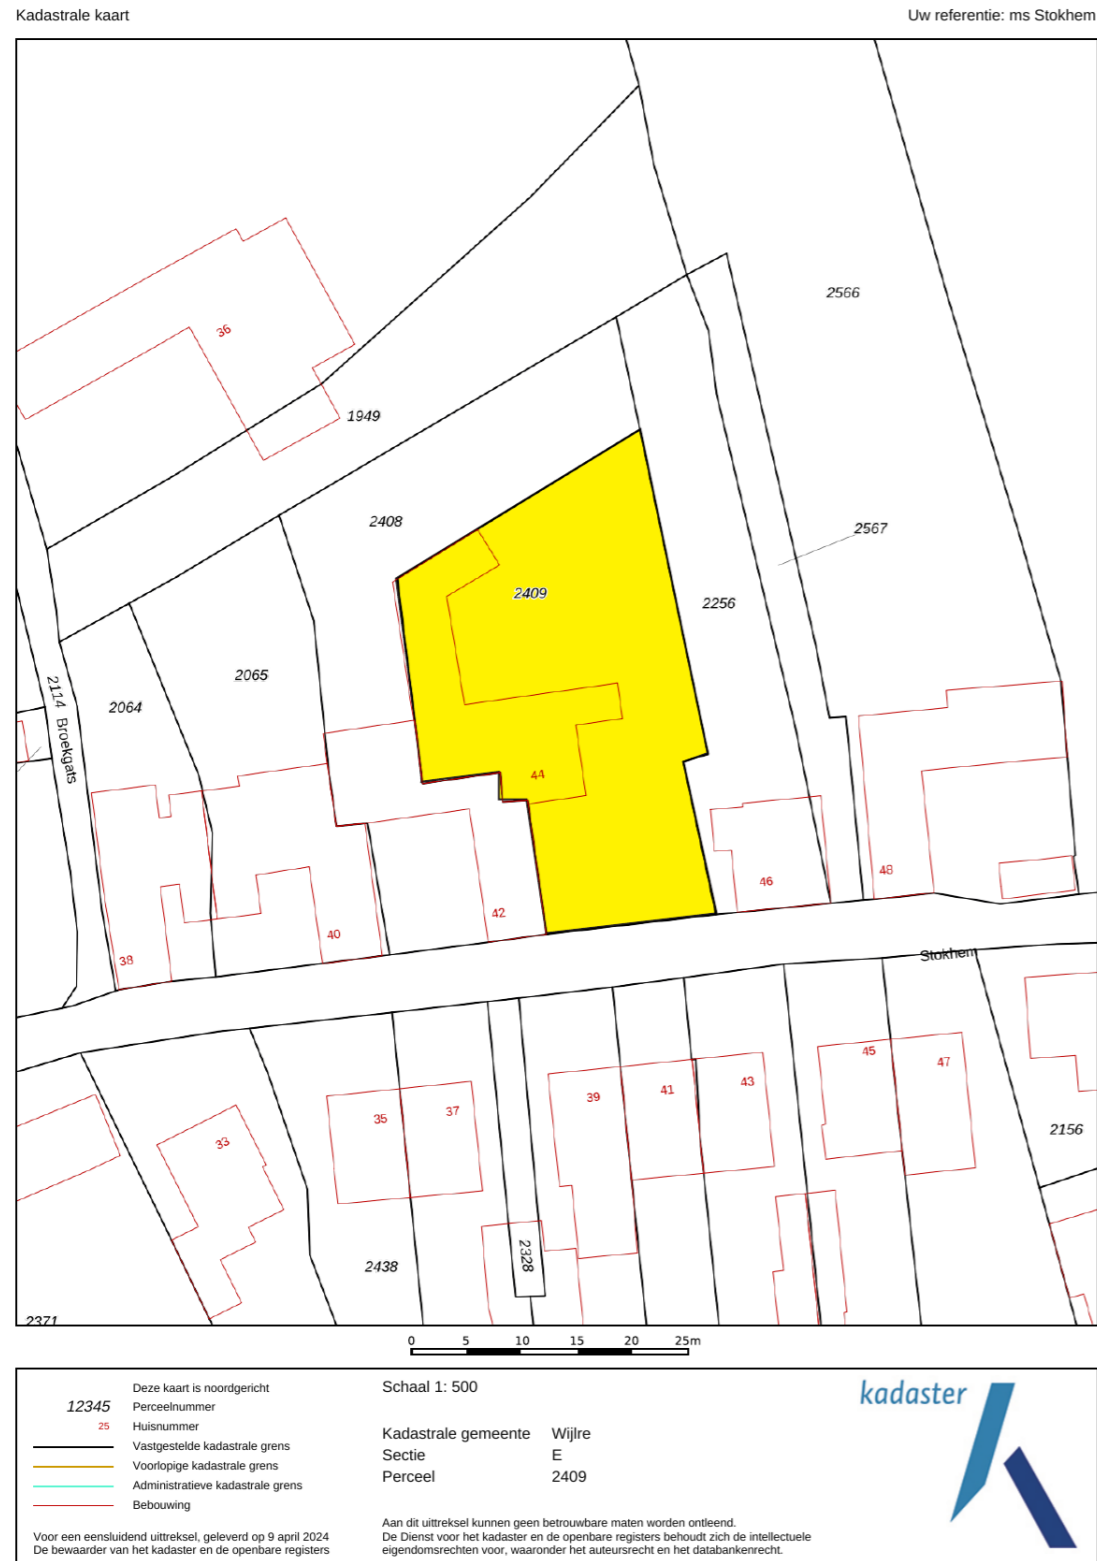 Kadastrale kaart
Uw referentie: ms Stokhem
2566
36
1949
2408
2567
2409
2256
2065
2064
2114 Broekgats
44
46
48
42
40
38
Stokhem
45
47
43
41
39
37
35
33
2156
2328
2438
2371
0 5 10 15 20 25m
Deze kaart is noordgericht
12345 Perceelnummer
25 Huisnummer
Vastgestelde kadastrale grens
Voorlopige kadastrale grens
Administratieve kadastrale grens
Bebouwing
Voor een eensluidend uittreksel, geleverd op 9 april 2024
De bewaarder van het kadaster en de openbare registers
Schaal 1: 500
Kadastrale gemeente Wijlre
Sectie E
Perceel 2409
Aan dit uittreksel kunnen geen betrouwbare maten worden ontleend.
De Dienst voor het kadaster en de openbare registers behoudt zich de intellectuele
eigendomsrechten voor, waaronder het auteursrecht en het databankenrecht.
kadaster